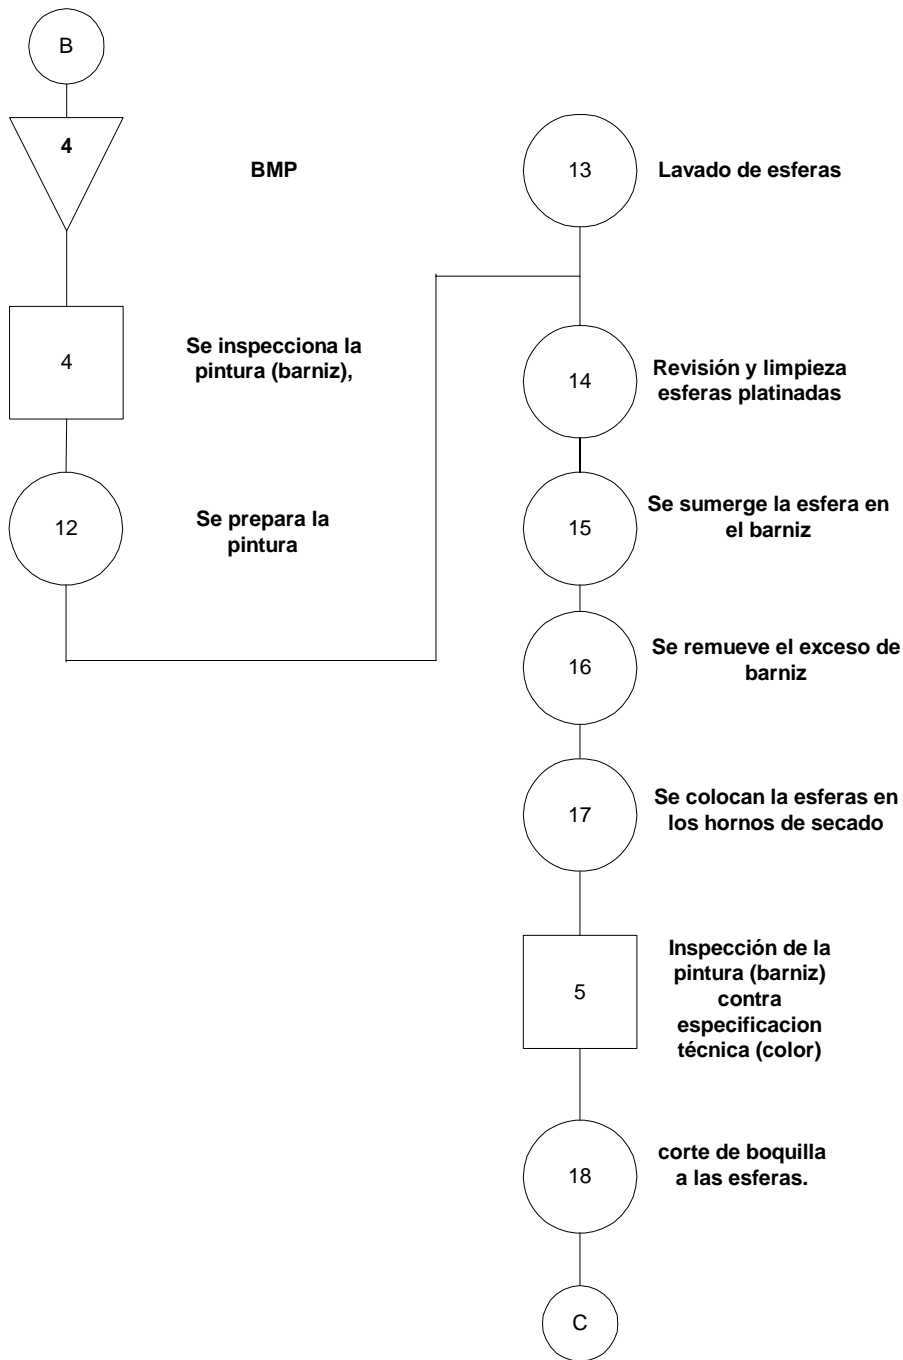 B
4
BMP
4
Se inspecciona la
pintura (barniz),
12
Se prepara la
pintura
13
Lavado de esferas
14
Revisión y limpieza
esferas platinadas
15
Se sumerge la esfera en
el barniz
16
Se remueve el exceso de
barniz
17
Se colocan la esferas en
los hornos de secado
5
Inspección de la
pintura (barniz)
contra
especificacion
técnica (color)
18
corte de boquilla
a las esferas.
C